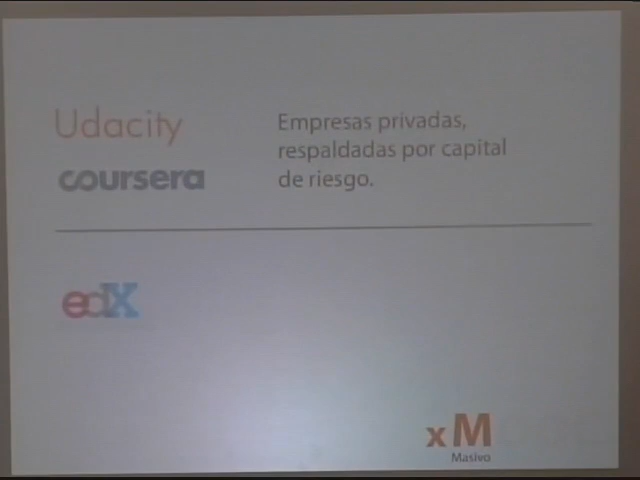 Udacity
coursera
Empresas privadas,
respaldadas por capital
de riesgo.
edX
xM
Masivo